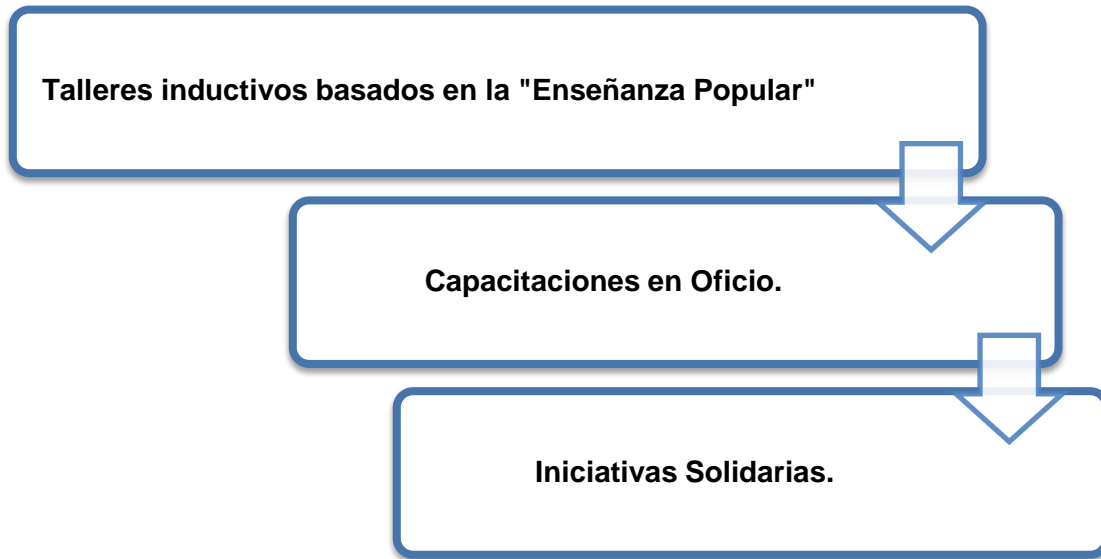 Talleres inductivos basados en la "Enseñanza Popular"
Capacitaciones en Oficio.
Iniciativas Solidarias.